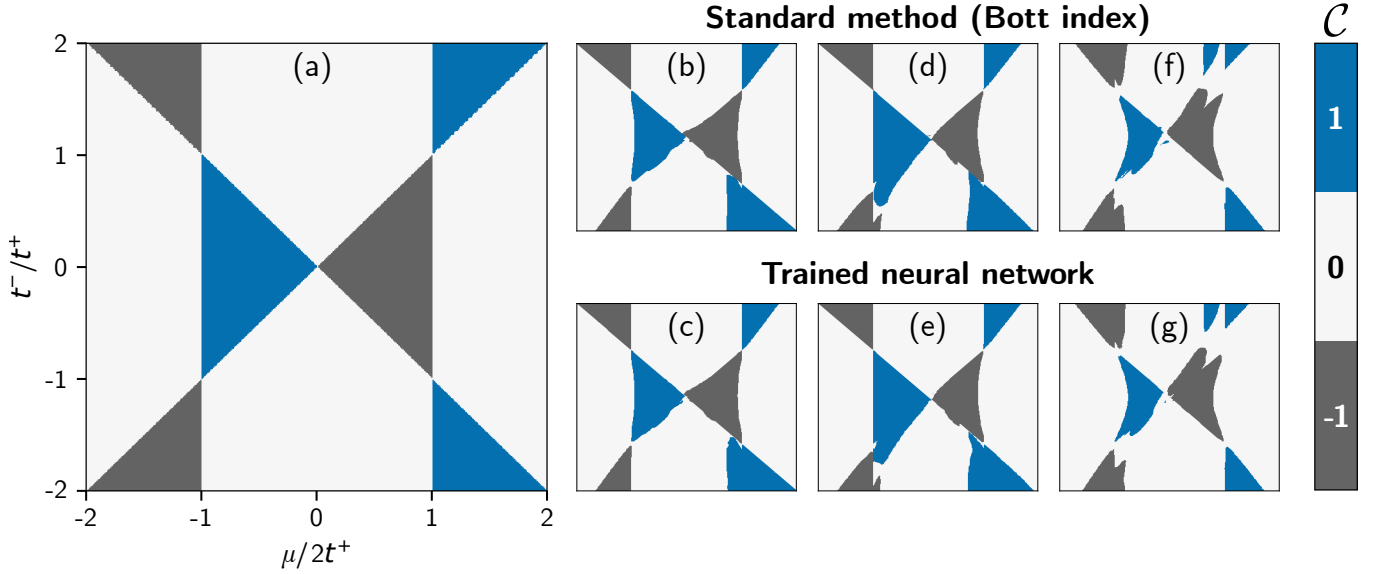 Standard method (Bott index)
C
2
(a)
(b)
(d)
(f)
1
1
0
0
Trained neural network
-1
(c)
(e)
(g)
-1
-2
-2
-1
0
1
2
t⁻/t⁺
μ/2t⁺